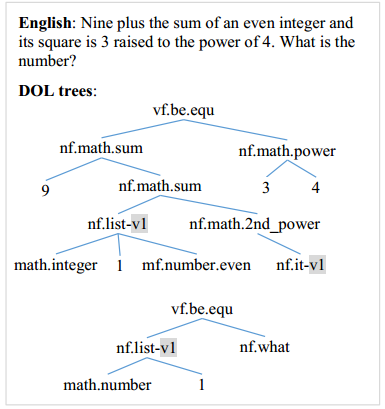 English: Nine plus the sum of an even integer and
its square is 3 raised to the power of 4. What is the
number?
DOL trees:
vf.be.equ
nf.math.sum nf.math.power
9 nf.math.sum 3 4
nf.list-v1 nf.math.2nd_power
math.integer 1 mf.number.even nf.it-v1
vf.be.equ
nf.list-v1 nf.what
math.number 1